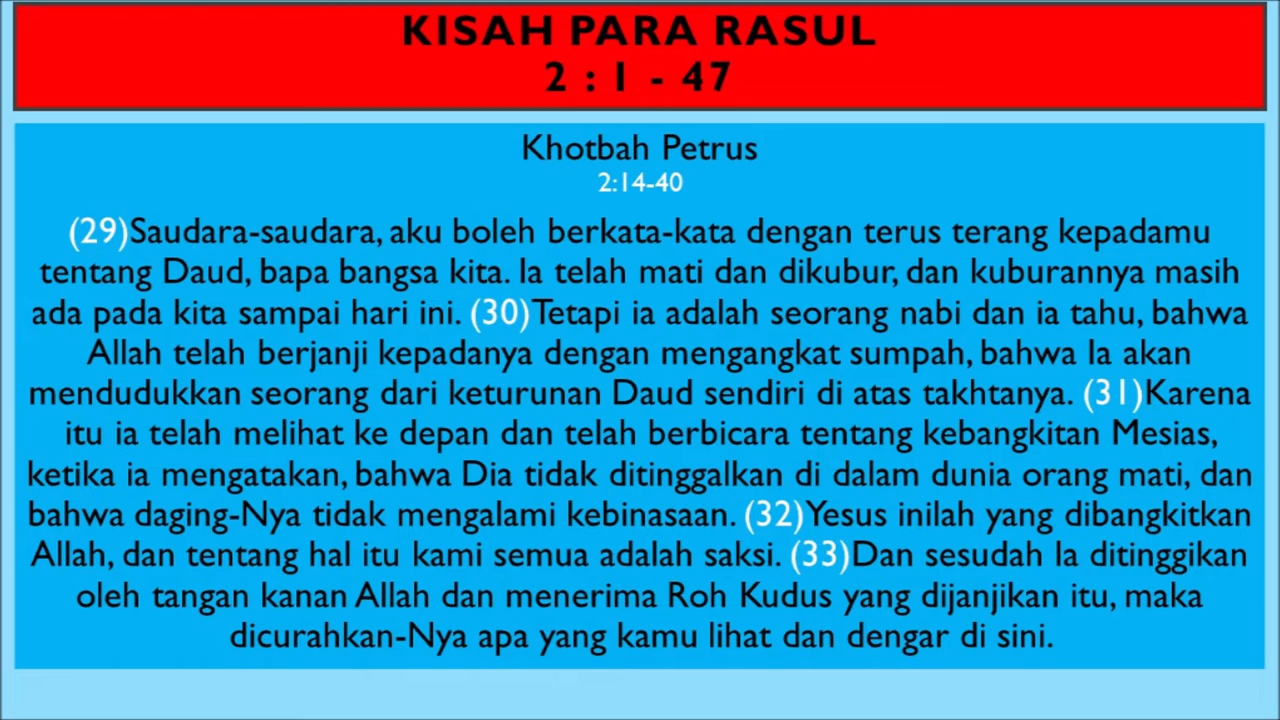 KISAH PARA RASUL
2 : 1 - 47
Khotbah Petrus
2:14-40
(29)Saudara-saudara, aku boleh berkata-kata dengan terus terang kepadamu
tentang Daud, bapa bangsa kita. Ia telah mati dan dikubur, dan kuburannya masih
ada pada kita sampai hari ini. (30)Tetapi ia adalah seorang nabi dan ia tahu, bahwa
Allah telah berjanji kepadanya dengan mengangkat sumpah, bahwa Ia akan
mendudukkan seorang dari keturunan Daud sendiri di atas takhtanya. (31)Karena
itu ia telah melihat ke depan dan telah berbicara tentang kebangkitan Mesias,
ketika ia mengatakan, bahwa Dia tidak ditinggalkan di dalam dunia orang mati, dan
bahwa daging-Nya tidak mengalami kebinasaan. (32)Yesus inilah yang dibangkitkan
Allah, dan tentang hal itu kami semua adalah saksi. (33)Dan sesudah Ia ditinggikan
oleh tangan kanan Allah dan menerima Roh Kudus yang dijanjikan itu, maka
dicurahkan-Nya apa yang kamu lihat dan dengar di sini.